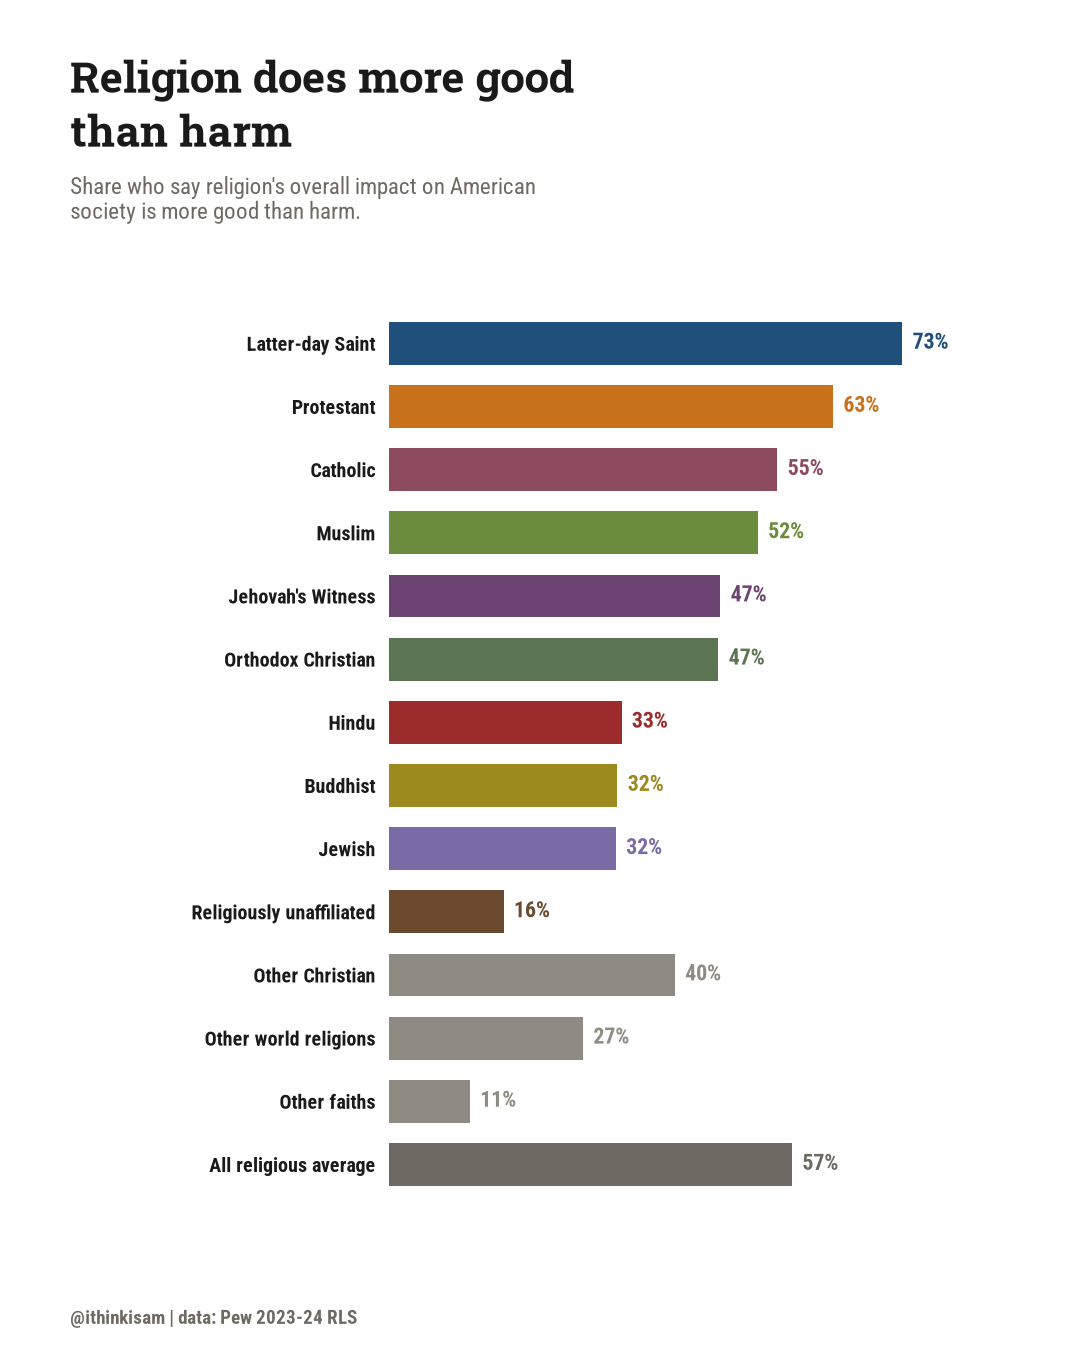 Religion does more good
than harm
Share who say religion's overall impact on American
society is more good than harm.
Latter-day Saint 73%
Protestant 63%
Catholic 55%
Muslim 52%
Jehovah's Witness 47%
Orthodox Christian 47%
Hindu 33%
Buddhist 32%
Jewish 32%
Religiously unaffiliated 16%
Other Christian 40%
Other world religions 27%
Other faiths 11%
All religious average 57%
@ithinkisam | data: Pew 2023-24 RLS